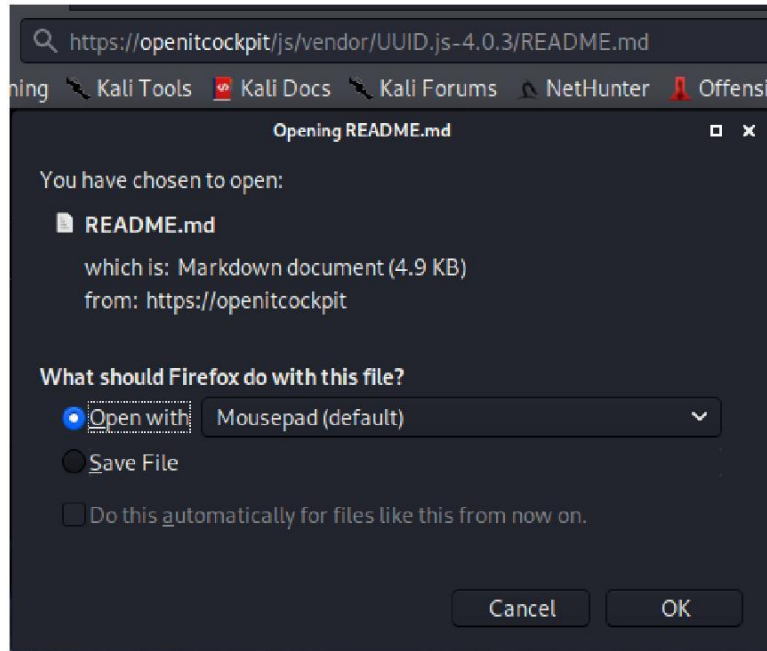 https://openitcockpit/js/vendor/UUID.js-4.0.3/README.md
ning Kali Tools Kali Docs Kali Forums NetHunter Offensi
Opening README.md
You have chosen to open:
README.md
which is: Markdown document (4.9 KB)
from: https://openitcockpit
What should Firefox do with this file?
Open with Mousepad (default)
Save File
Do this automatically for files like this from now on.
Cancel OK